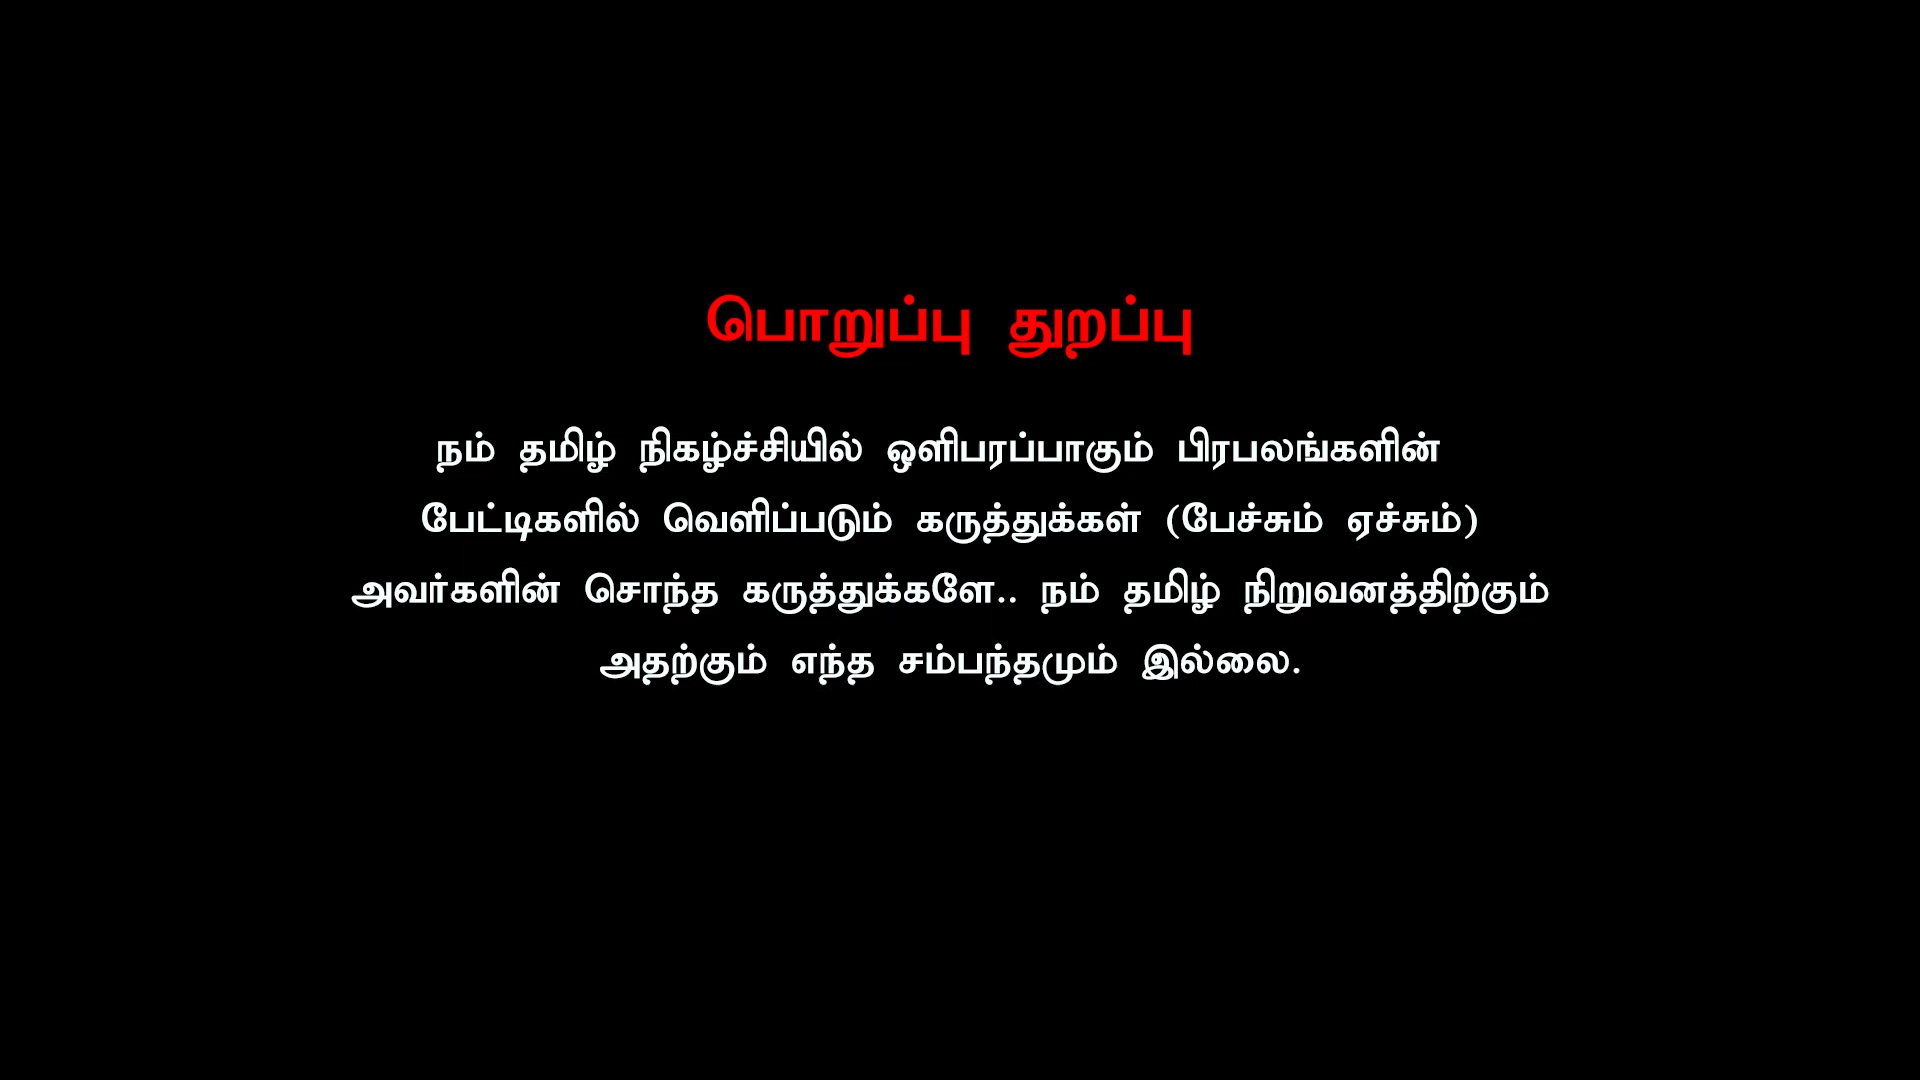 பொறுப்பு துறப்பு
நம் தமிழ் நிகழ்ச்சியில் ஒளிபரப்பாகும் பிரபலங்களின்
பேட்டிகளில் வெளிப்படும் கருத்துக்கள் (பேச்சும் ஏச்சும்)
அவர்களின் சொந்த கருத்துக்களே.. நம் தமிழ் நிறுவனத்திற்கும்
அதற்கும் எந்த சம்பந்தமும் இல்லை.